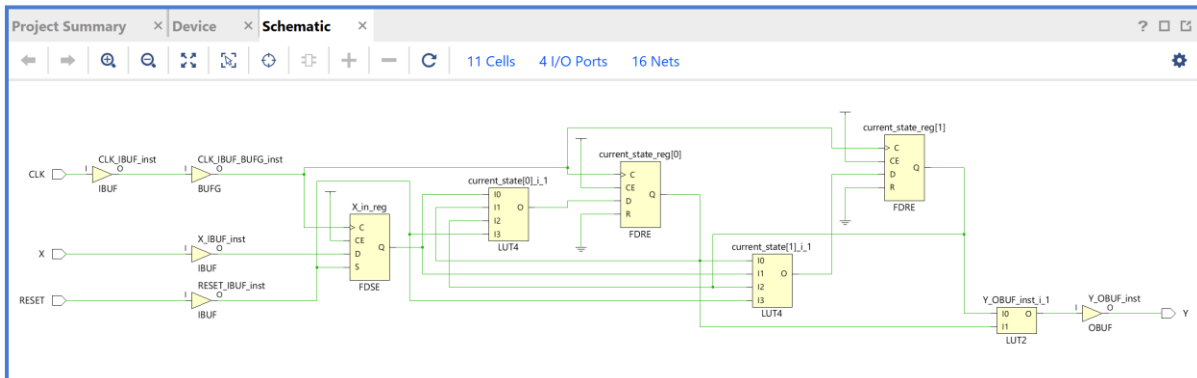 Project Summary × Device × Schematic ×
?
11 Cells 4 I/O Ports 16 Nets
CLK
I
CLK_IBUF_inst
O
IBUF
I
CLK_IBUF_BUFG_inst
O
BUFG
X
I
X_IBUF_inst
O
IBUF
RESET
I
RESET_IBUF_inst
O
IBUF
X_in_reg
C
CE
D
S
Q
FDSE
current_state[0]_i_1
I0
I1
I2
I3
O
LUT4
current_state_reg[0]
C
CE
D
R
Q
FDRE
current_state[1]_i_1
I0
I1
I2
I3
O
LUT4
current_state_reg[1]
C
CE
D
R
Q
FDRE
Y_OBUF_inst_i_1
I0
I1
O
LUT2
I
Y_OBUF_inst
O
OBUF
Y